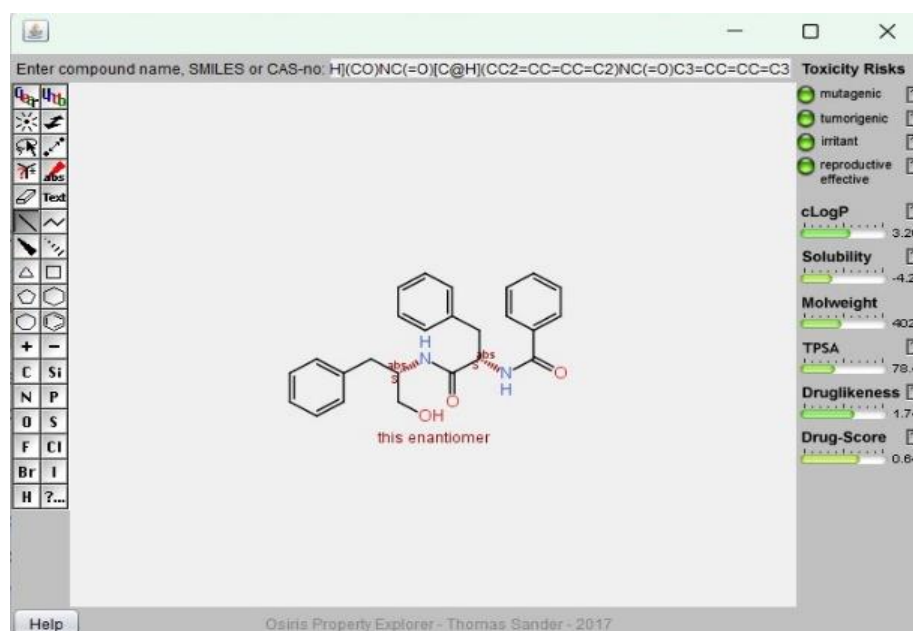 Enter compound name, SMILES or CAS-no: H](CO)NC(=O)[C@H](CC2=CC=CC=C2)NC(=O)C3=CC=CC=C3
Toxicity Risks
mutagenic
tumorigenic
irritant
reproductive
effective
cLogP
Solubility
Molweight
TPSA
Druglikeness
Drug-Score
abs
Text
C Si
N P
O S
F Cl
Br I
H ?...
H
N
abs
S
O
abs
S
N
H
O
OH
this enantiomer
Help
Osiris Property Explorer - Thomas Sander - 2017